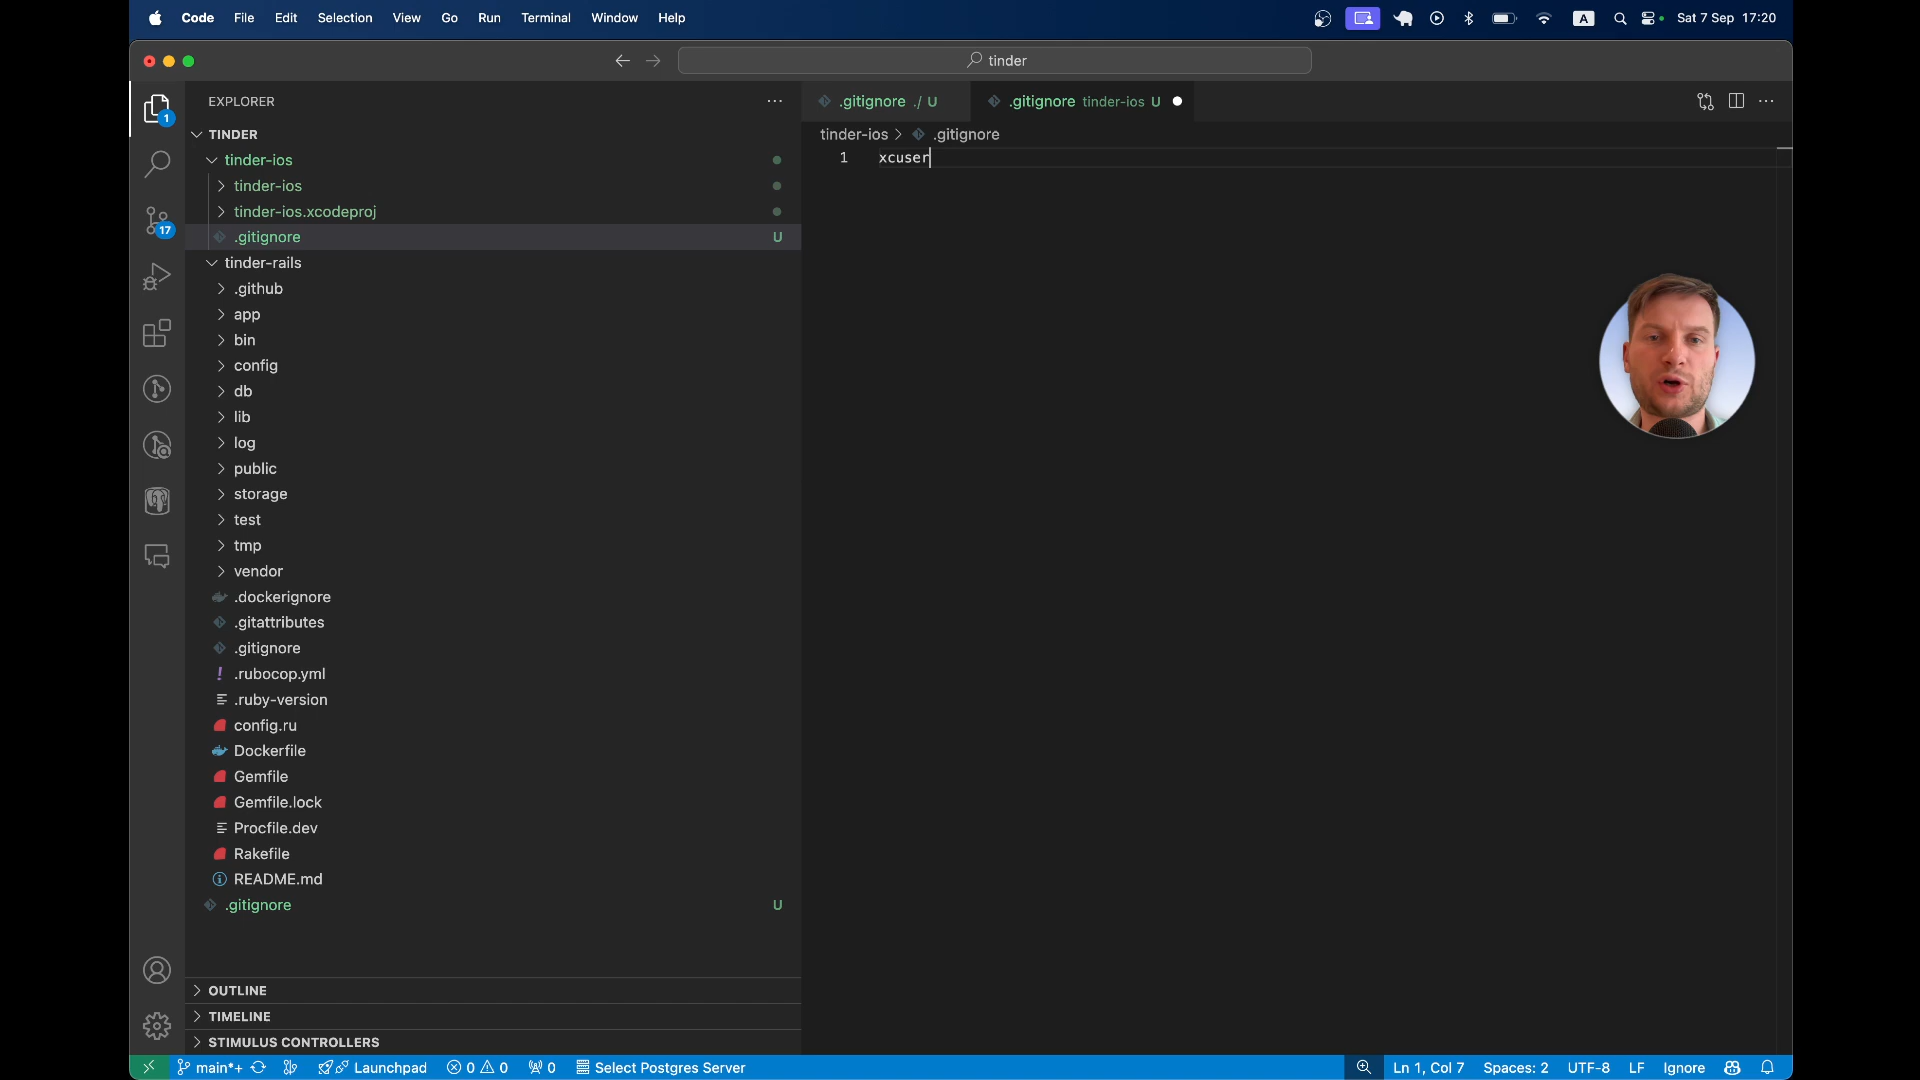 Code File Edit Selection View Go Run Terminal Window Help
A Sat 7 Sep 17:20
tinder
EXPLORER
.gitignore ./ U
.gitignore tinder-ios U
1
TINDER
tinder-ios > .gitignore
1 xcuser
tinder-ios
tinder-ios
tinder-ios.xcodeproj
17
.gitignore U
tinder-rails
.github
app
bin
config
db
lib
log
public
storage
test
tmp
vendor
.dockerignore
.gitattributes
.gitignore
.rubocop.yml
.ruby-version
config.ru
Dockerfile
Gemfile
Gemfile.lock
Procfile.dev
Rakefile
README.md
.gitignore U
OUTLINE
TIMELINE
STIMULUS CONTROLLERS
main*+ Launchpad 0 0 0 Select Postgres Server Ln 1, Col 7 Spaces: 2 UTF-8 LF Ignore